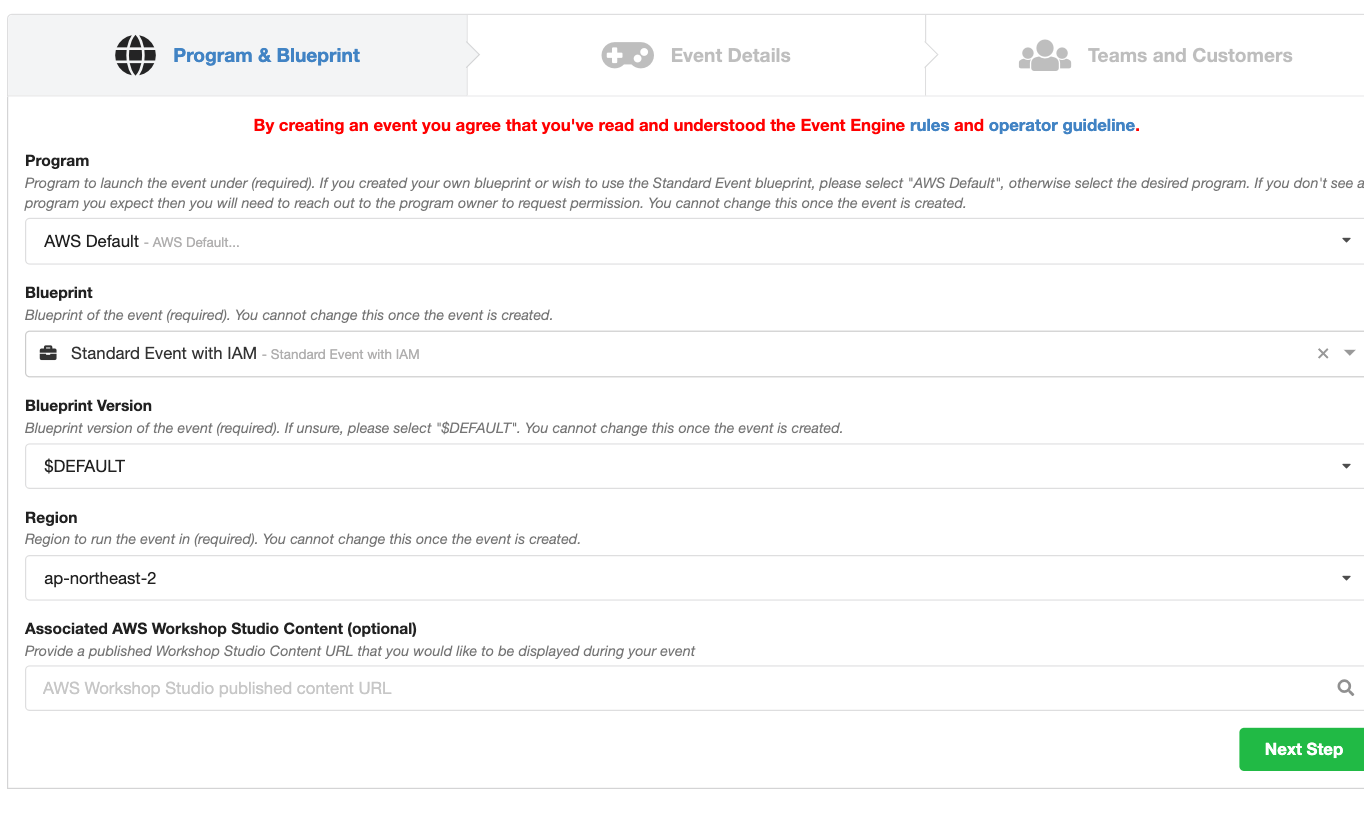 Program & Blueprint
Event Details
Teams and Customers
By creating an event you agree that you've read and understood the Event Engine rules and operator guideline.
Program
Program to launch the event under (required). If you created your own blueprint or wish to use the Standard Event blueprint, please select "AWS Default", otherwise select the desired program. If you don't see a
program you expect then you will need to reach out to the program owner to request permission. You cannot change this once the event is created.
AWS Default - AWS Default...
Blueprint
Blueprint of the event (required). You cannot change this once the event is created.
Standard Event with IAM - Standard Event with IAM
Blueprint Version
Blueprint version of the event (required). If unsure, please select "$DEFAULT". You cannot change this once the event is created.
$DEFAULT
Region
Region to run the event in (required). You cannot change this once the event is created.
ap-northeast-2
Associated AWS Workshop Studio Content (optional)
Provide a published Workshop Studio Content URL that you would like to be displayed during your event
AWS Workshop Studio published content URL
Next Step